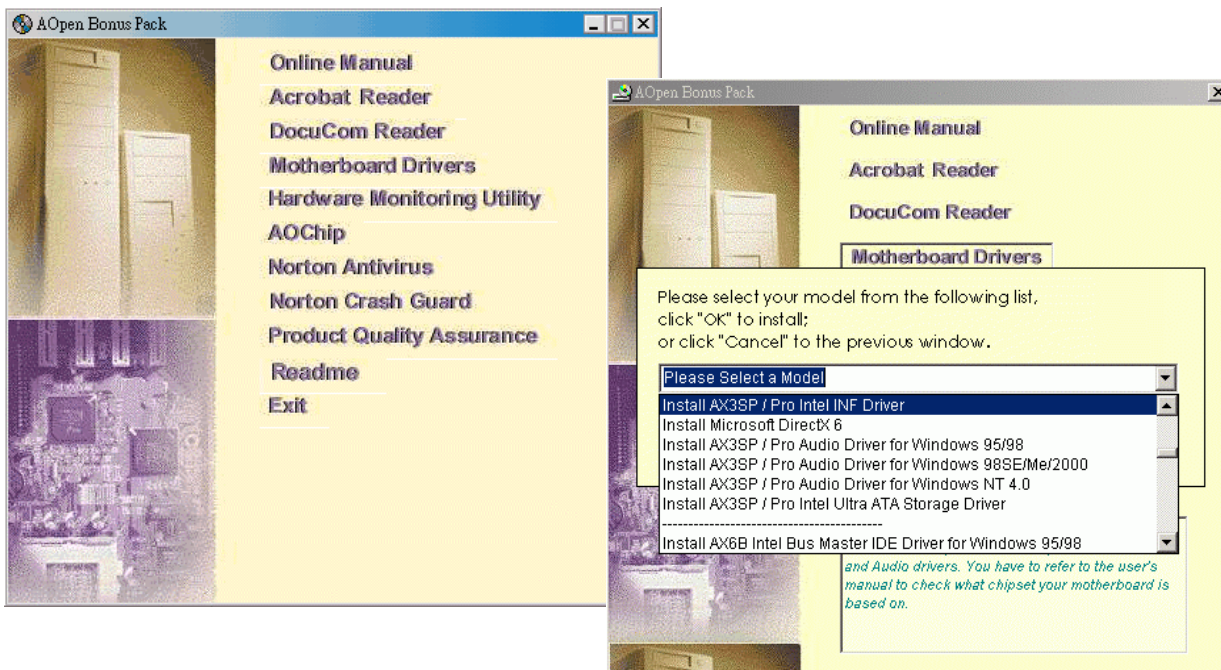 AOpen Bonus Pack
Online Manual
Acrobat Reader
DocuCom Reader
Motherboard Drivers
Hardware Monitoring Utility
AOChip
Norton Antivirus
Norton Crash Guard
Product Quality Assurance
Readme
Exit
AOpen Bonus Pack
Online Manual
Acrobat Reader
DocuCom Reader
Motherboard Drivers
Please select your model from the following list,
click "OK" to install;
or click "Cancel" to the previous window.
Please Select a Model
Install AX3SP / Pro Intel INF Driver
Install Microsoft DirectX 6
Install AX3SP / Pro Audio Driver for Windows 95/98
Install AX3SP / Pro Audio Driver for Windows 98SE/Me/2000
Install AX3SP / Pro Audio Driver for Windows NT 4.0
Install AX3SP / Pro Intel Ultra ATA Storage Driver
------------------------------------------
Install AX6B Intel Bus Master IDE Driver for Windows 95/98
and Audio drivers. You have to refer to the user's
manual to check what chipset your motherboard is
based on.